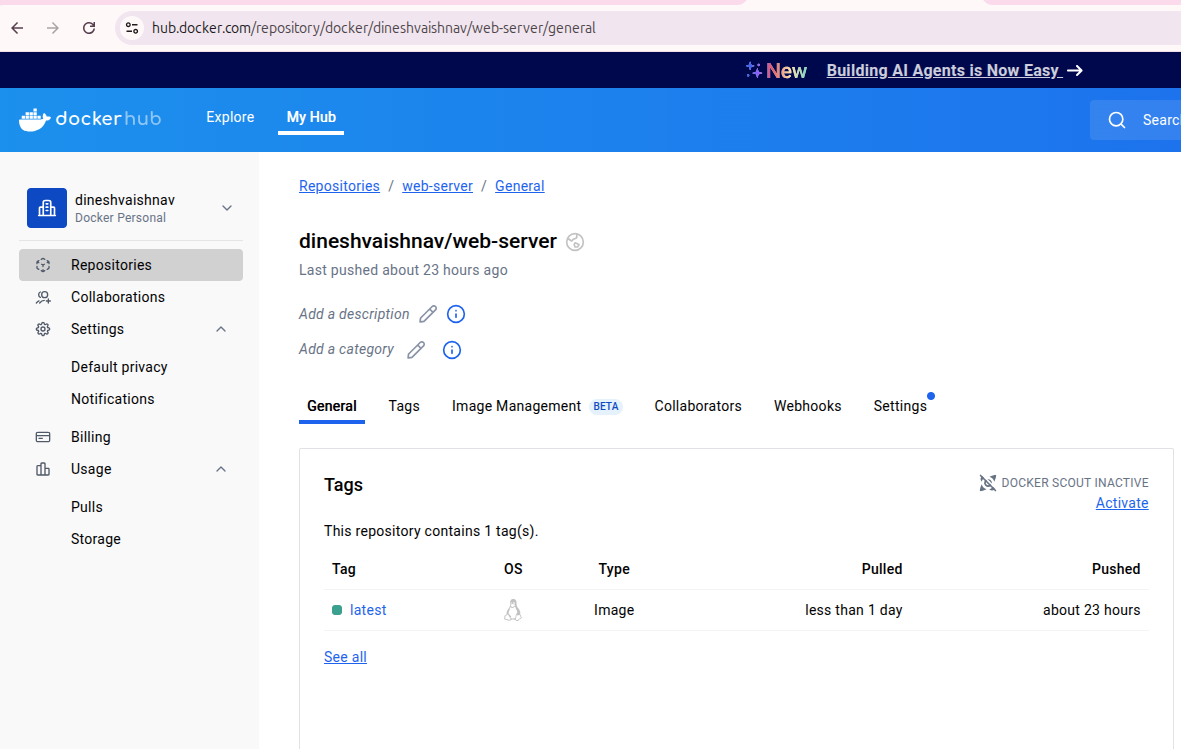 hub.docker.com/repository/docker/dineshvaishnav/web-server/general
New Building AI Agents is Now Easy →
dockerhub Explore My Hub
dineshvaishnav
Docker Personal
Repositories
Collaborations
Settings
Default privacy
Notifications
Billing
Usage
Pulls
Storage
Repositories / web-server / General
dineshvaishnav/web-server
Last pushed about 23 hours ago
Add a description
Add a category
General Tags Image Management BETA Collaborators Webhooks Settings
Tags
DOCKER SCOUT INACTIVE
Activate
This repository contains 1 tag(s).
Tag OS Type Pulled Pushed
latest Image less than 1 day about 23 hours
See all